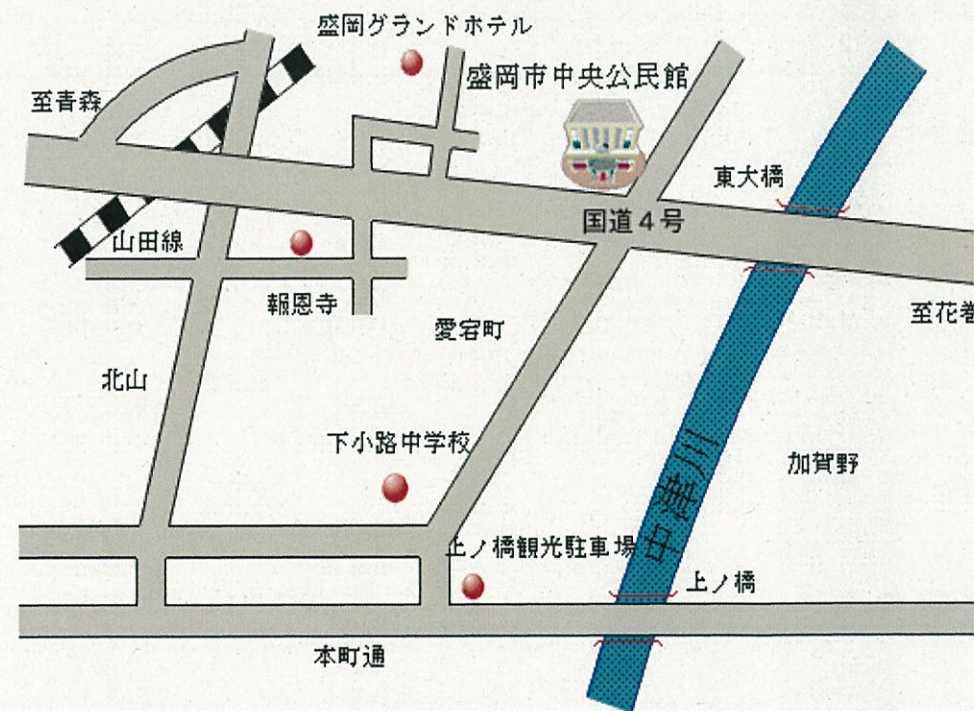 盛岡グランドホテル
盛岡市中央公民館
至青森
東大橋
国道4号
山田線
報恩寺
至花巻
愛宕町
北山
下小路中学校
加賀野
中津川
上ノ橋観光駐車場
上ノ橋
本町通